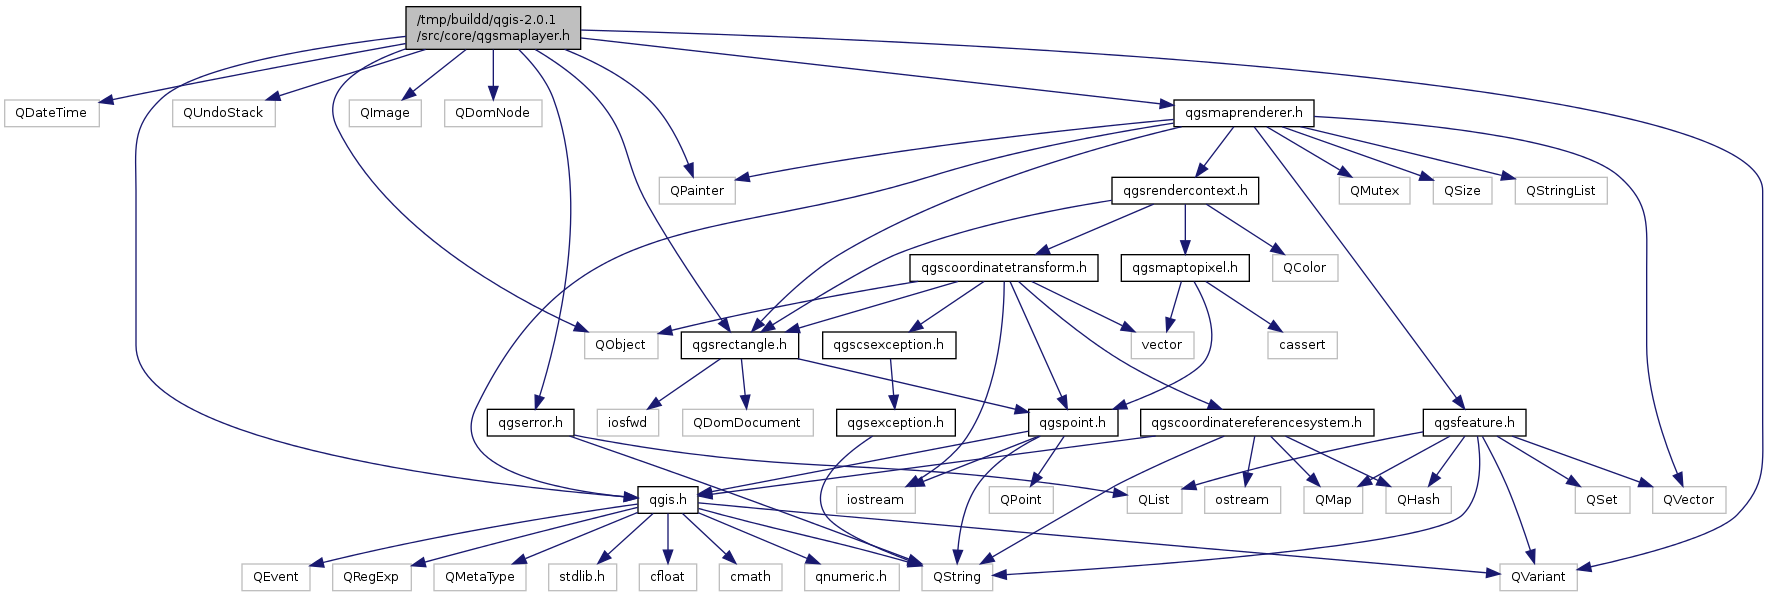 /tmp/buildd/qgis-2.0.1
/src/core/qgsmaplayer.h
QDateTime
QUndoStack
QImage
QDomNode
qgsmaprenderer.h
QPainter
qgsrendercontext.h
QMutex
QSize
QStringList
qgscoordinatetransform.h
qgsmaptopixel.h
QColor
QObject
qgsrectangle.h
qgscsexception.h
vector
cassert
qgserror.h
iosfwd
QDomDocument
qgsexception.h
qgspoint.h
qgscoordinatereferencesystem.h
qgsfeature.h
qgis.h
iostream
QPoint
QList
ostream
QMap
QHash
QSet
QVector
QEvent
QRegExp
QMetaType
stdlib.h
cfloat
cmath
qnumeric.h
QString
QVariant